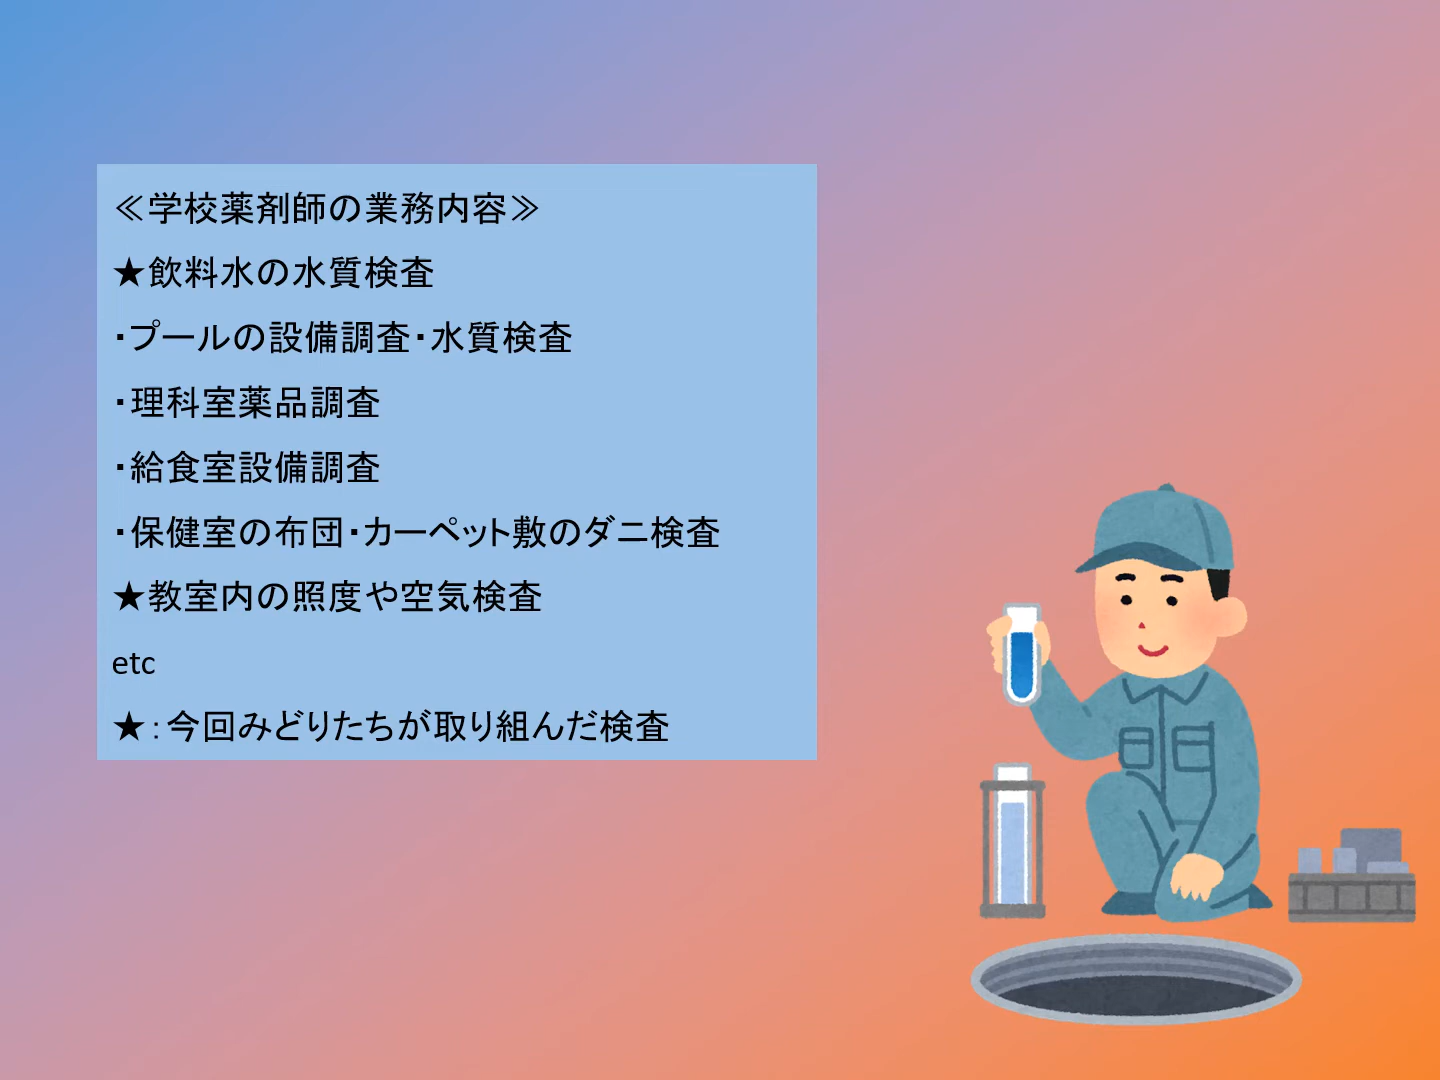 ≪学校薬剤師の業務内容≫
★飲料水の水質検査
・プールの設備調査・水質検査
・理科室薬品調査
・給食室設備調査
・保健室の布団・カーペット敷のダニ検査
★教室内の照度や空気検査
etc
★：今回みどりたちが取り組んだ検査